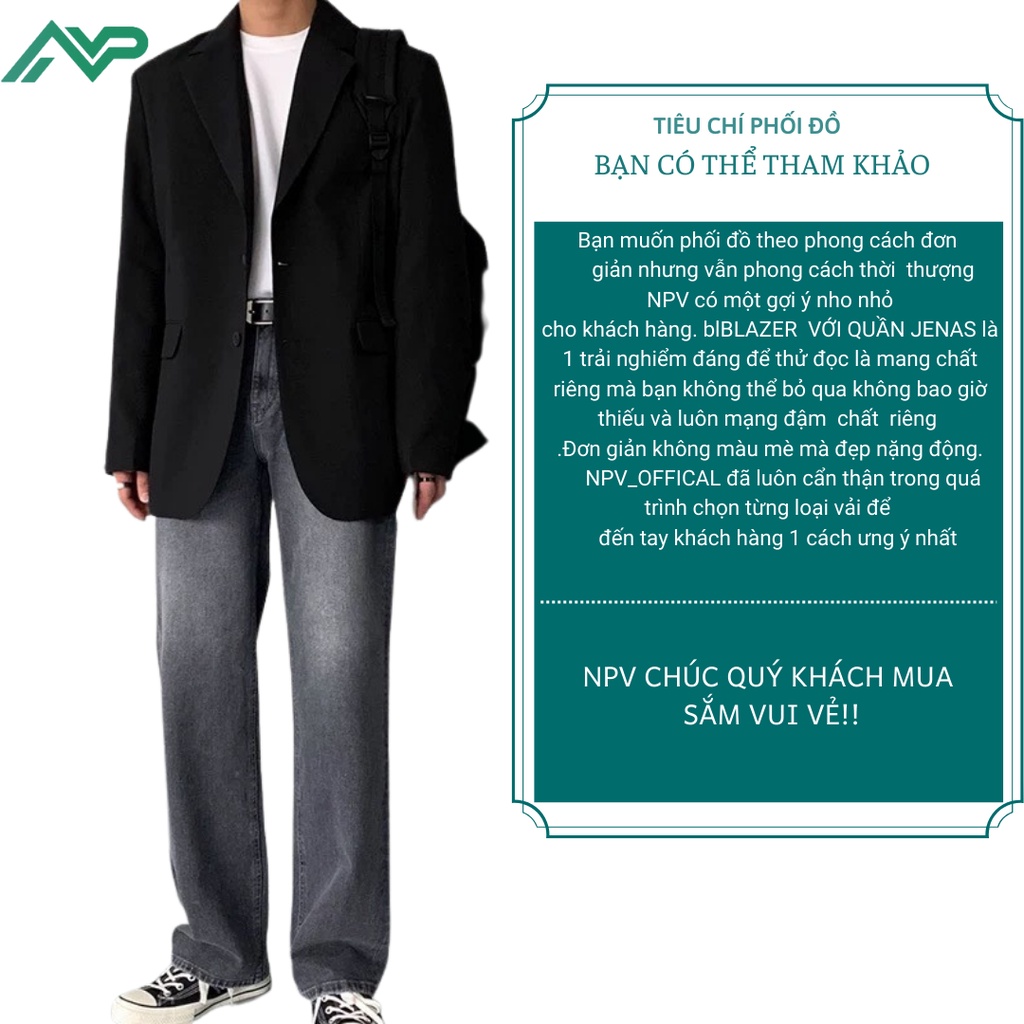 NVP
TIÊU CHÍ PHỐI ĐỒ
BẠN CÓ THỂ THAM KHẢO
Bạn muốn phối đồ theo phong cách đơn
giản nhưng vẫn phong cách thời thượng
NPV có một gợi ý nho nhỏ
cho khách hàng. blBLAZER VỚI QUẦN JENAS là
1 trải nghiểm đáng để thử đọc là mang chất
riêng mà bạn không thể bỏ qua không bao giờ
thiếu và luôn mạng đậm chất riêng
.Đơn giản không màu mè mà đẹp nặng động.
NPV_OFFICAL đã luôn cẩn thận trong quá
trình chọn từng loại vải để
đến tay khách hàng 1 cách ưng ý nhất
NPV CHÚC QUÝ KHÁCH MUA
SẮM VUI VẺ!!